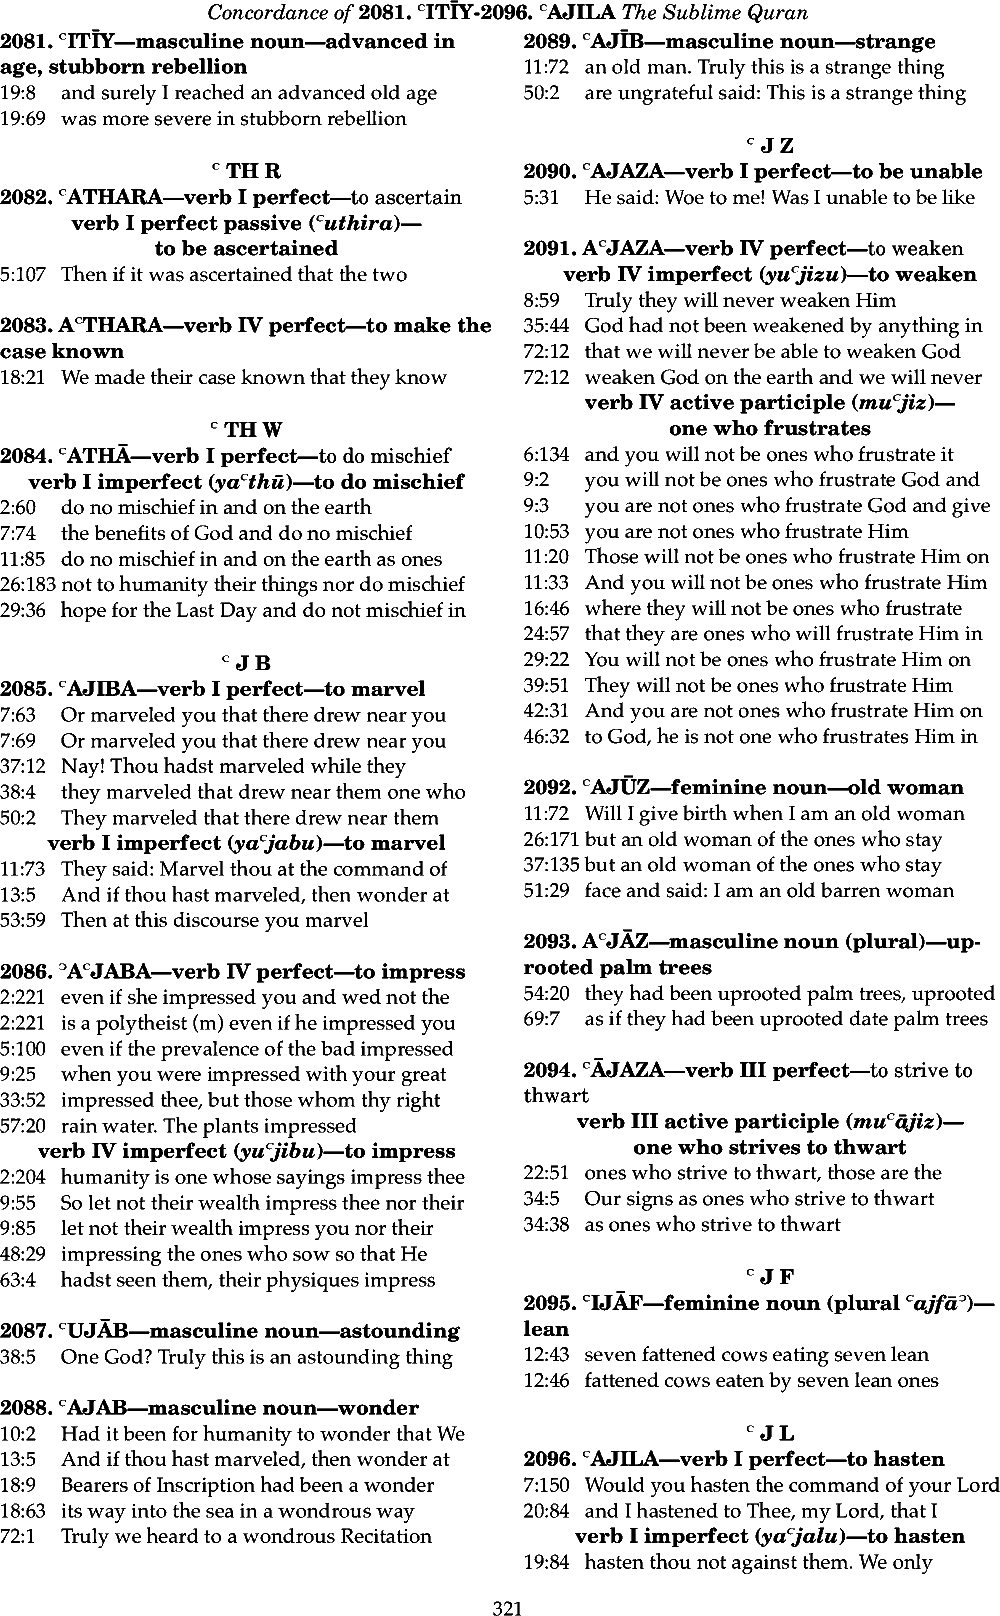 Concordance of 2081. ᶜITĪY-2096. ᶜAJILA The Sublime Quran
2081. ᶜITĪY—masculine noun—advanced in
age, stubborn rebellion
19:8 and surely I reached an advanced old age
19:69 was more severe in stubborn rebellion
ᶜ TH R
2082. ᶜATHARA—verb I perfect—to ascertain
verb I perfect passive (ᶜuthira)—
to be ascertained
5:107 Then if it was ascertained that the two
2083. AᶜTHARA—verb IV perfect—to make the
case known
18:21 We made their case known that they know
ᶜ TH W
2084. ᶜATHĀ—verb I perfect—to do mischief
verb I imperfect (yaᶜthū)—to do mischief
2:60 do no mischief in and on the earth
7:74 the benefits of God and do no mischief
11:85 do no mischief in and on the earth as ones
26:183 not to humanity their things nor do mischief
29:36 hope for the Last Day and do not mischief in
ᶜ J B
2085. ᶜAJIBA—verb I perfect—to marvel
7:63 Or marveled you that there drew near you
7:69 Or marveled you that there drew near you
37:12 Nay! Thou hadst marveled while they
38:4 they marveled that drew near them one who
50:2 They marveled that there drew near them
verb I imperfect (yaᶜjabu)—to marvel
11:73 They said: Marvel thou at the command of
13:5 And if thou hast marveled, then wonder at
53:59 Then at this discourse you marvel
2086. ᵓAᶜJABA—verb IV perfect—to impress
2:221 even if she impressed you and wed not the
2:221 is a polytheist (m) even if he impressed you
5:100 even if the prevalence of the bad impressed
9:25 when you were impressed with your great
33:52 impressed thee, but those whom thy right
57:20 rain water. The plants impressed
verb IV imperfect (yuᶜjibu)—to impress
2:204 humanity is one whose sayings impress thee
9:55 So let not their wealth impress thee nor their
9:85 let not their wealth impress you nor their
48:29 impressing the ones who sow so that He
63:4 hadst seen them, their physiques impress
2087. ᶜUJĀB—masculine noun—astounding
38:5 One God? Truly this is an astounding thing
2088. ᶜAJAB—masculine noun—wonder
10:2 Had it been for humanity to wonder that We
13:5 And if thou hast marveled, then wonder at
18:9 Bearers of Inscription had been a wonder
18:63 its way into the sea in a wondrous way
72:1 Truly we heard to a wondrous Recitation
2089. ᶜAJĪB—masculine noun—strange
11:72 an old man. Truly this is a strange thing
50:2 are ungrateful said: This is a strange thing
ᶜ J Z
2090. ᶜAJAZA—verb I perfect—to be unable
5:31 He said: Woe to me! Was I unable to be like
2091. AᶜJAZA—verb IV perfect—to weaken
verb IV imperfect (yuᶜjizu)—to weaken
8:59 Truly they will never weaken Him
35:44 God had not been weakened by anything in
72:12 that we will never be able to weaken God
72:12 weaken God on the earth and we will never
verb IV active participle (muᶜjiz)—
one who frustrates
6:134 and you will not be ones who frustrate it
9:2 you will not be ones who frustrate God and
9:3 you are not ones who frustrate God and give
10:53 you are not ones who frustrate Him
11:20 Those will not be ones who frustrate Him on
11:33 And you will not be ones who frustrate Him
16:46 where they will not be ones who frustrate
24:57 that they are ones who will frustrate Him in
29:22 You will not be ones who frustrate Him on
39:51 They will not be ones who frustrate Him
42:31 And you are not ones who frustrate Him on
46:32 to God, he is not one who frustrates Him in
2092. ᶜAJŪZ—feminine noun—old woman
11:72 Will I give birth when I am an old woman
26:171 but an old woman of the ones who stay
37:135 but an old woman of the ones who stay
51:29 face and said: I am an old barren woman
2093. AᶜJĀZ—masculine noun (plural)—up-
rooted palm trees
54:20 they had been uprooted palm trees, uprooted
69:7 as if they had been uprooted date palm trees
2094. ᶜĀJAZA—verb III perfect—to strive to
thwart
verb III active participle (muᶜājiz)—
one who strives to thwart
22:51 ones who strive to thwart, those are the
34:5 Our signs as ones who strive to thwart
34:38 as ones who strive to thwart
ᶜ J F
2095. ᶜIJĀF—feminine noun (plural ᶜajfāᵓ)—
lean
12:43 seven fattened cows eating seven lean
12:46 fattened cows eaten by seven lean ones
ᶜ J L
2096. ᶜAJILA—verb I perfect—to hasten
7:150 Would you hasten the command of your Lord
20:84 and I hastened to Thee, my Lord, that I
verb I imperfect (yaᶜjalu)—to hasten
19:84 hasten thou not against them. We only
321